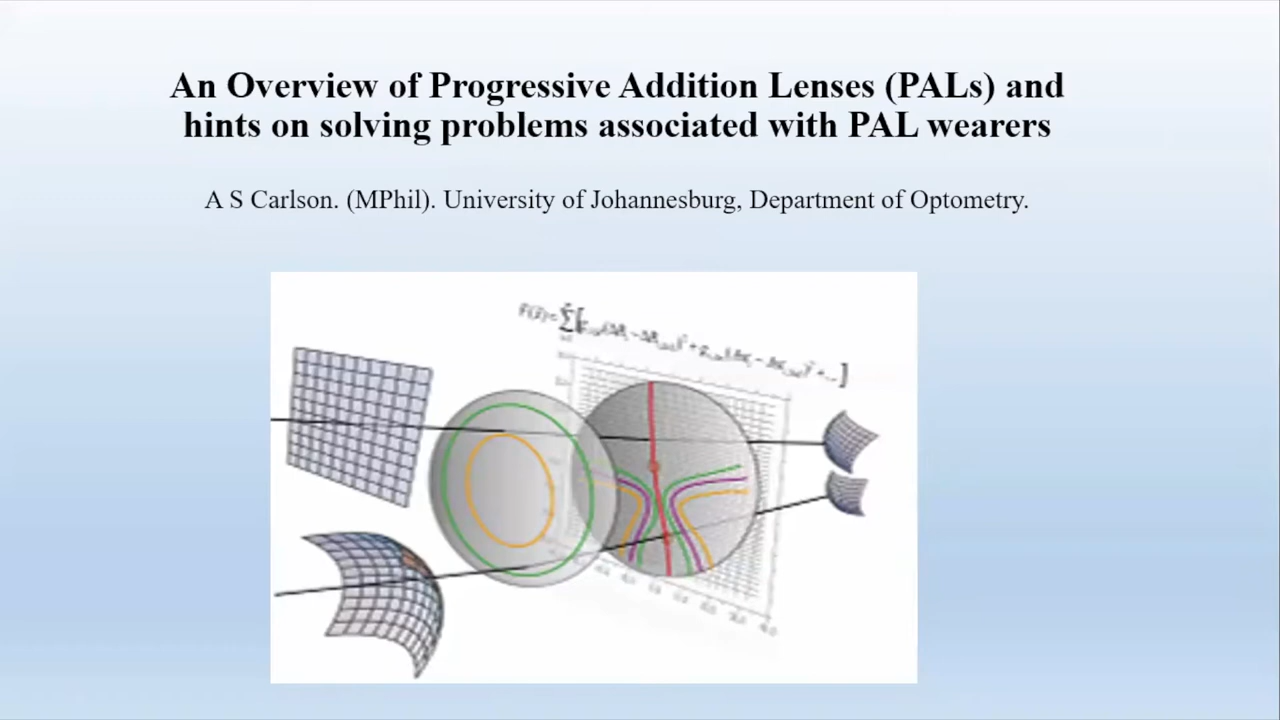 An Overview of Progressive Addition Lenses (PALs) and
hints on solving problems associated with PAL wearers
A S Carlson. (MPhil). University of Johannesburg, Department of Optometry.